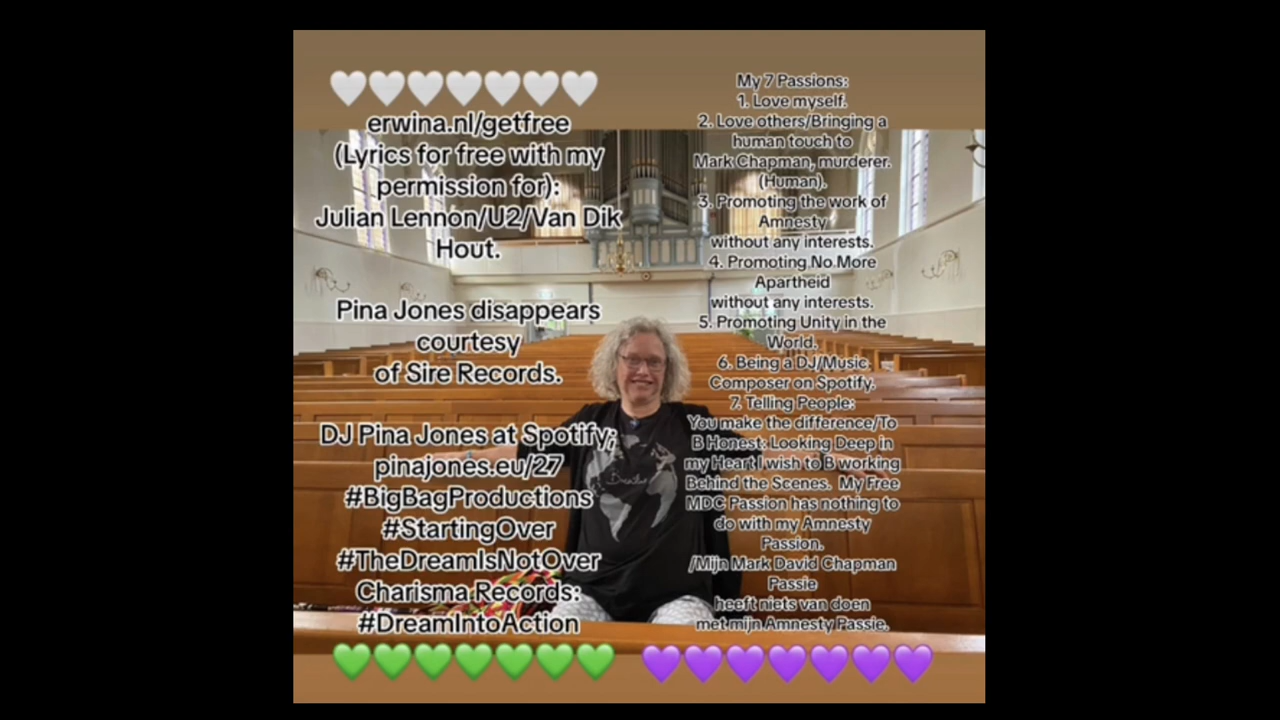 🤍🤍🤍🤍🤍🤍🤍
erwina.nl/getfree
(Lyrics for free with my
permission for):
Julian Lennon/U2/Van Dik
Hout.
Pina Jones disappears
courtesy
of Sire Records.
DJ Pina Jones at Spotify;
pinajones.eu/27
#BigBagProductions
#StartingOver
#TheDreamIsNotOver
Charisma Records:
#DreamIntoAction
💚💚💚💚💚💚💚
My 7 Passions:
1. Love myself.
2. Love others/Bringing a
human touch to
Mark Chapman, murderer.
(Human).
3. Promoting the work of
Amnesty
without any interests.
4. Promoting No More
Apartheid
without any interests.
5. Promoting Unity in the
World.
6. Being a DJ/Music
Composer on Spotify.
7. Telling People:
You make the difference/To
B Honest: Looking Deep in
my Heart I wish to B working
Behind the Scenes. My Free
MDC Passion has nothing to
do with my Amnesty
Passion.
/Mijn Mark David Chapman
Passie
heeft niets van doen
met mijn Amnesty Passie.
💜💜💜💜💜💜💜
Breathe